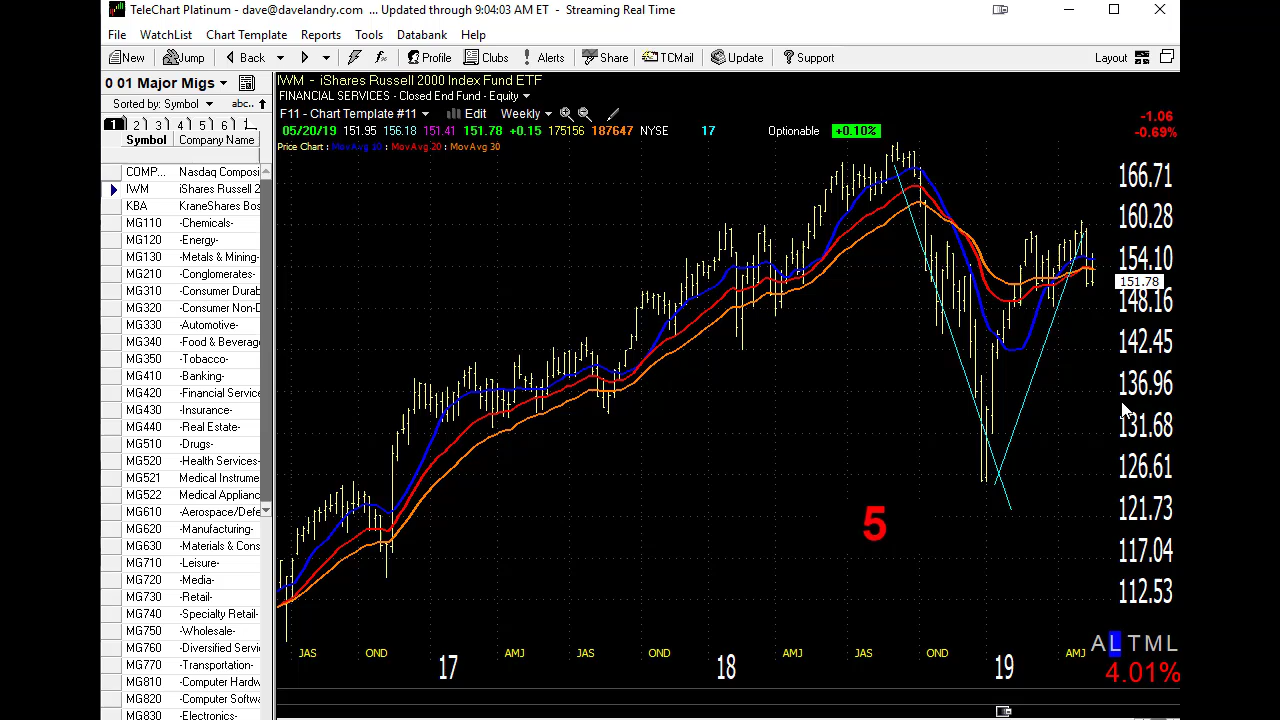 TeleChart Platinum - dave@davelandry.com ... Updated through 9:04:03 AM ET - Streaming Real Time
File WatchList Chart Template Reports Tools Databank Help
New Jump Back Profile Clubs Alerts Share TCMail Update Support Layout
0 01 Major Migs
Sorted by: Symbol abc..
1 2 3 4 5 6
Symbol Company Name
IWM iShares Russell 2
KBA KraneShares Bos
MG110 -Chemicals-
MG120 -Energy-
MG130 -Metals & Mining-
MG210 -Conglomerates-
MG310 -Consumer Durab
MG320 -Consumer Non-D
MG330 -Automotive-
MG340 -Food & Beverage
MG350 -Tobacco-
MG410 -Banking-
MG420 -Financial Service
MG430 -Insurance-
MG440 -Real Estate-
MG510 -Drugs-
MG520 -Health Services-
MG521 Medical Instrume
MG522 Medical Appliance
MG610 -Aerospace/Defe
MG620 -Manufacturing-
MG630 -Materials & Cons
MG710 -Leisure-
MG720 -Media-
MG730 -Retail-
MG740 -Specialty Retail-
MG750 -Wholesale-
MG760 -Diversified Servi
MG770 -Transportation-
MG810 -Computer Hardw
MG820 -Computer Softwa
MG830 -Electronics-
IWM - iShares Russell 2000 Index Fund ETF
FINANCIAL SERVICES - Closed End Fund - Equity
F11 - Chart Template #11 Edit Weekly
05/20/19 151.95 156.18 151.41 151.78 +0.15 175156 187647 NYSE 17 Optionable +0.10%
-1.06
-0.69%
Price Chart : MovAvg 10 : MovAvg 20 : MovAvg 30
166.71
160.28
154.10
151.78
148.16
142.45
136.96
131.68
126.61
121.73
117.04
112.53
5
JAS OND AMJ JAS OND AMJ JAS OND AMJ
17 18 19
A L T M L
4.01%